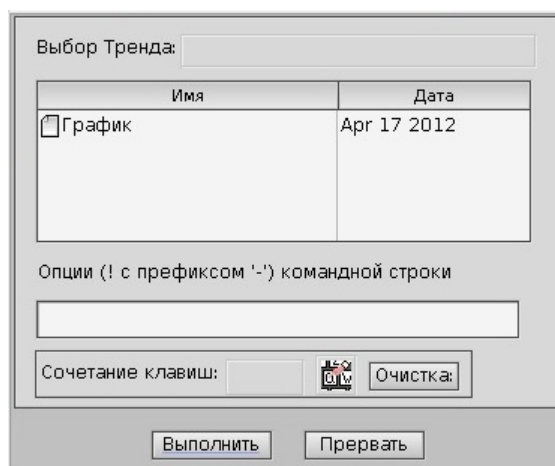 Выбор Тренда:
Имя Дата
График Apr 17 2012
Опции (! с префиксом '-') командной строки
Сочетание клавиш: Очистка:
Выполнить Прервать